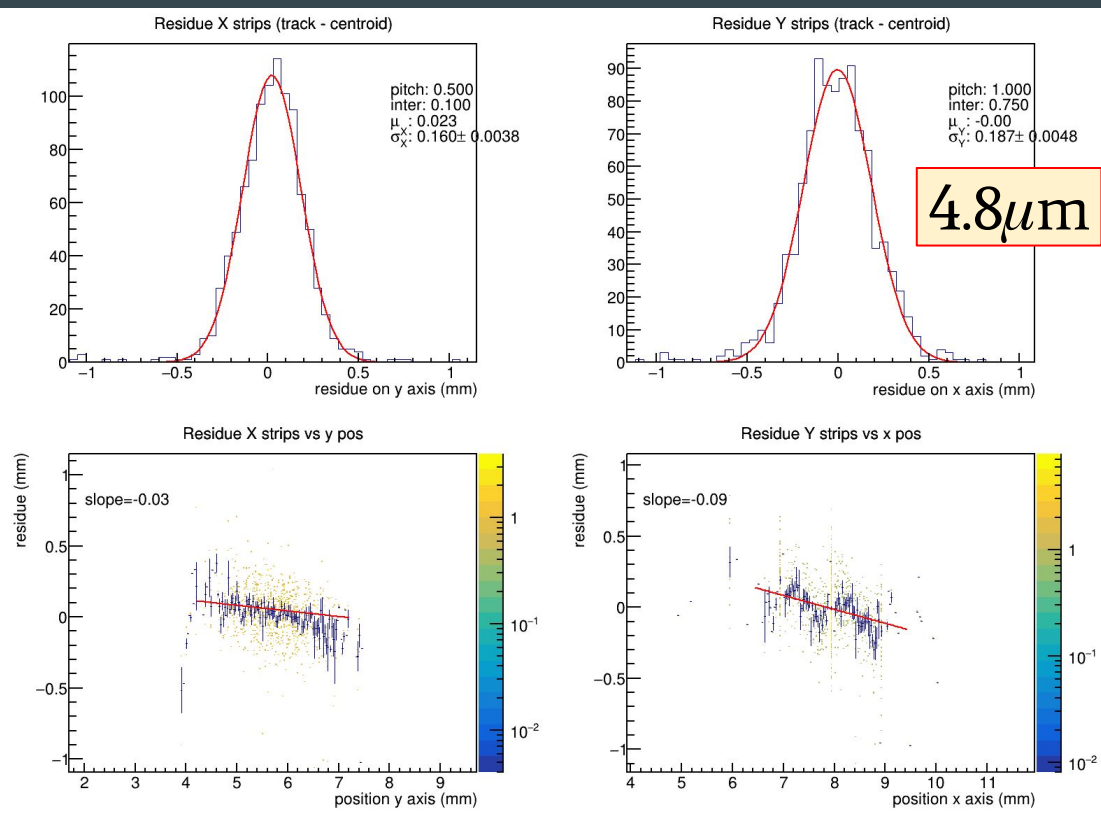 Residue X strips (track - centroid)
100
80
60
40
20
0
pitch: 0.500
inter: 0.100
μX: 0.023
σX: 0.160± 0.0038
−1 −0.5 0 0.5 1
residue on y axis (mm)
Residue Y strips (track - centroid)
90
80
70
60
50
40
30
20
10
0
pitch: 1.000
inter: 0.750
μY: -0.00
σY: 0.187± 0.0048
4.8μm
−1 −0.5 0 0.5 1
residue on x axis (mm)
Residue X strips vs y pos
residue (mm)
1
0.5
0
−0.5
−1
slope=-0.03
1
10−1
10−2
2 3 4 5 6 7 8 9
position y axis (mm)
Residue Y strips vs x pos
residue (mm)
1
0.5
0
−0.5
−1
slope=-0.09
1
10−1
10−2
4 5 6 7 8 9 10 11
position x axis (mm)